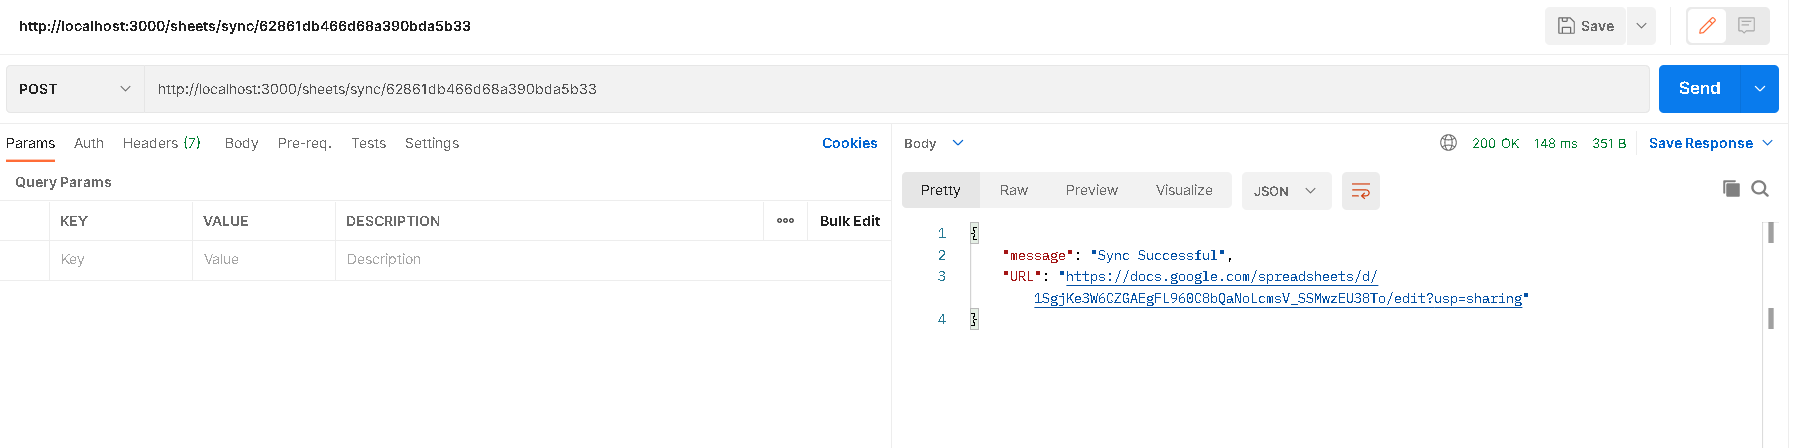 http://localhost:3000/sheets/sync/62861db466d68a390bda5b33
Save
POST
http://localhost:3000/sheets/sync/62861db466d68a390bda5b33
Send
Params Auth Headers (7) Body Pre-req. Tests Settings Cookies
Query Params
KEY VALUE DESCRIPTION ••• Bulk Edit
Key Value Description
Body 200 OK 148 ms 351 B Save Response
Pretty Raw Preview Visualize JSON
1 {
2 "message": "Sync Successful",
3 "URL": "https://docs.google.com/spreadsheets/d/
1SgjKe3W6CZGAEgFL960C8bQaNoLcmsV_SSMwzEU38To/edit?usp=sharing"
4 }